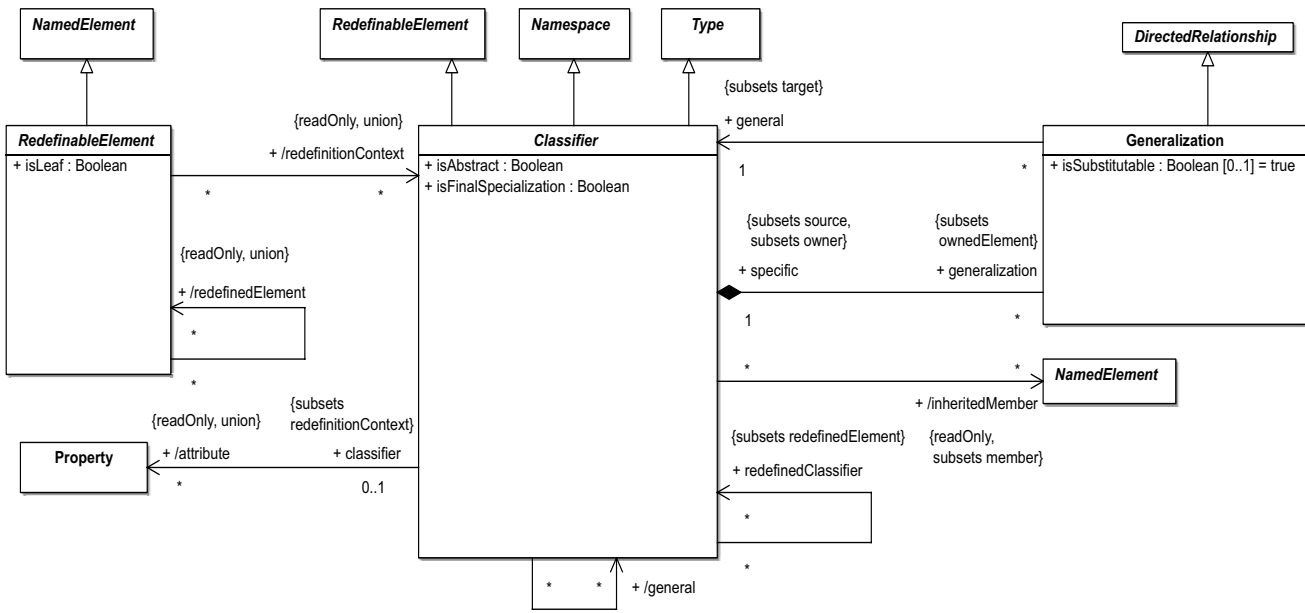 NamedElement
RedefinableElement
Namespace
Type
DirectedRelationship
RedefinableElement
+ isLeaf : Boolean
{readOnly, union}
+ /redefinitionContext
*
*
Classifier
+ isAbstract : Boolean
+ isFinalSpecialization : Boolean
{subsets target}
+ general
1
*
Generalization
+ isSubstitutable : Boolean [0..1] = true
{readOnly, union}
+ /redefinedElement
*
*
{subsets source,
subsets owner}
+ specific
1
{subsets
ownedElement}
+ generalization
*
*
*
NamedElement
+ /inheritedMember
{readOnly,
subsets member}
{readOnly, union}
+ /attribute
*
{subsets
redefinitionContext}
+ classifier
0..1
Property
{subsets redefinedElement}
+ redefinedClassifier
*
*
*
*
+ /general